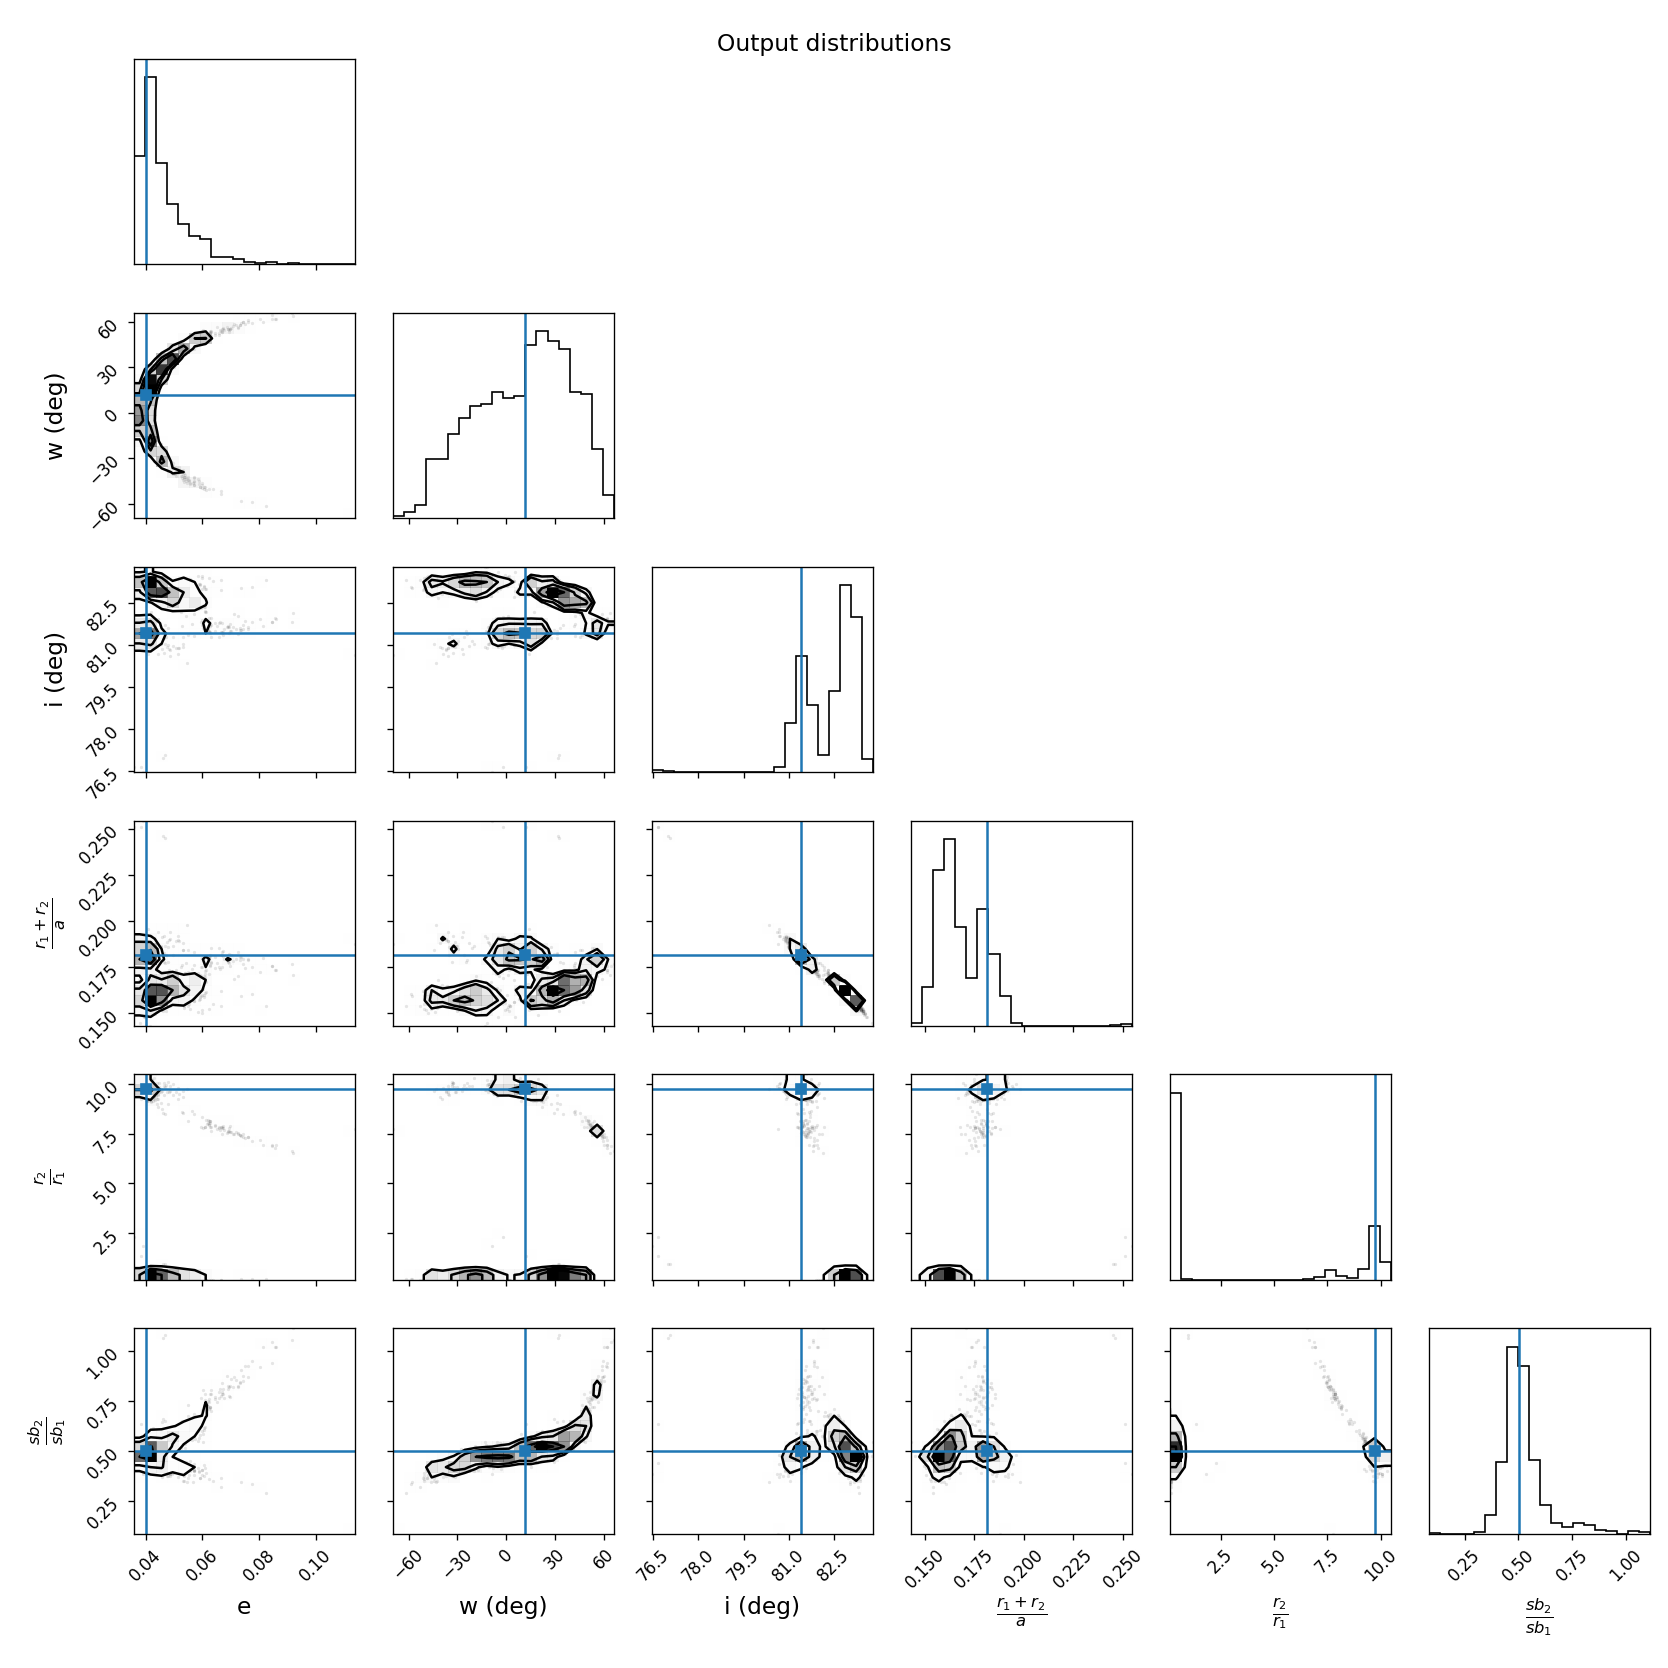 Output distributions
w (deg)
60
30
0
−30
−60
i (deg)
82.5
81.0
79.5
78.0
76.5
r₁ + r₂
a
0.250
0.225
0.200
0.175
0.150
r₂
r₁
10.0
7.5
5.0
2.5
sb₂
sb₁
1.00
0.75
0.50
0.25
0.04 0.06 0.08 0.10 −60 −30 0 30 60 76.5 78.0 79.5 81.0 82.5 0.150 0.175 0.200 0.225 0.250 2.5 5.0 7.5 10.0 0.25 0.50 0.75 1.00
e w (deg) i (deg) r₁ + r₂ r₂ sb₂
a r₁ sb₁